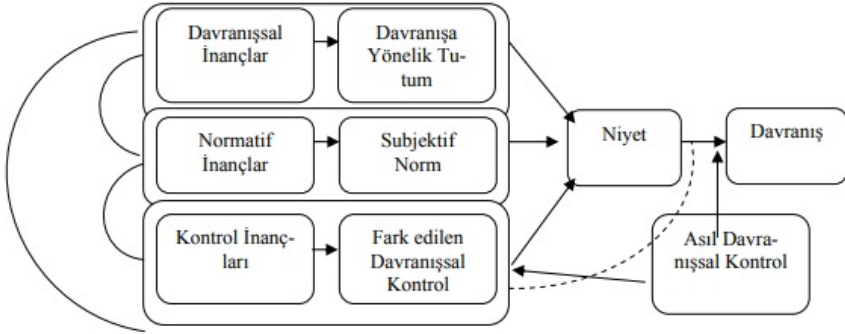 Davranışsal
İnançlar
Davranışa
Yönelik Tu-
tum
Normatif
İnançlar
Subjektif
Norm
Niyet
Davranış
Kontrol İnanç-
ları
Fark edilen
Davranışsal
Kontrol
Asıl Davra-
nışsal Kontrol